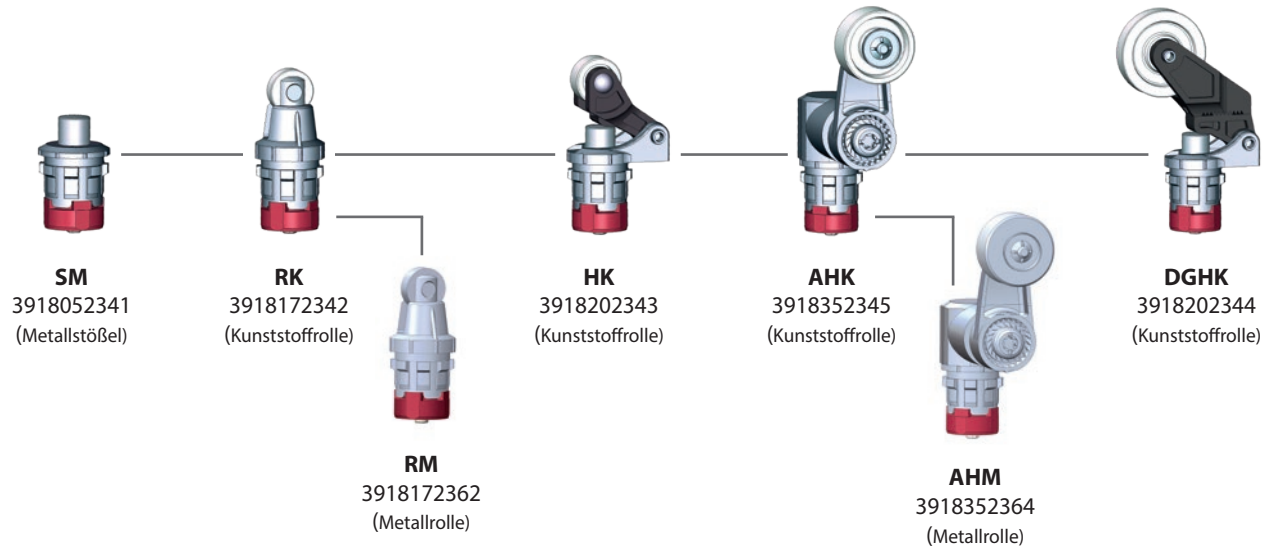 SM
3918052341
(Metallstößel)
RK
3918172342
(Kunststoffrolle)
HK
3918202343
(Kunststoffrolle)
AHK
3918352345
(Kunststoffrolle)
DGHK
3918202344
(Kunststoffrolle)
RM
3918172362
(Metallrolle)
AHM
3918352364
(Metallrolle)